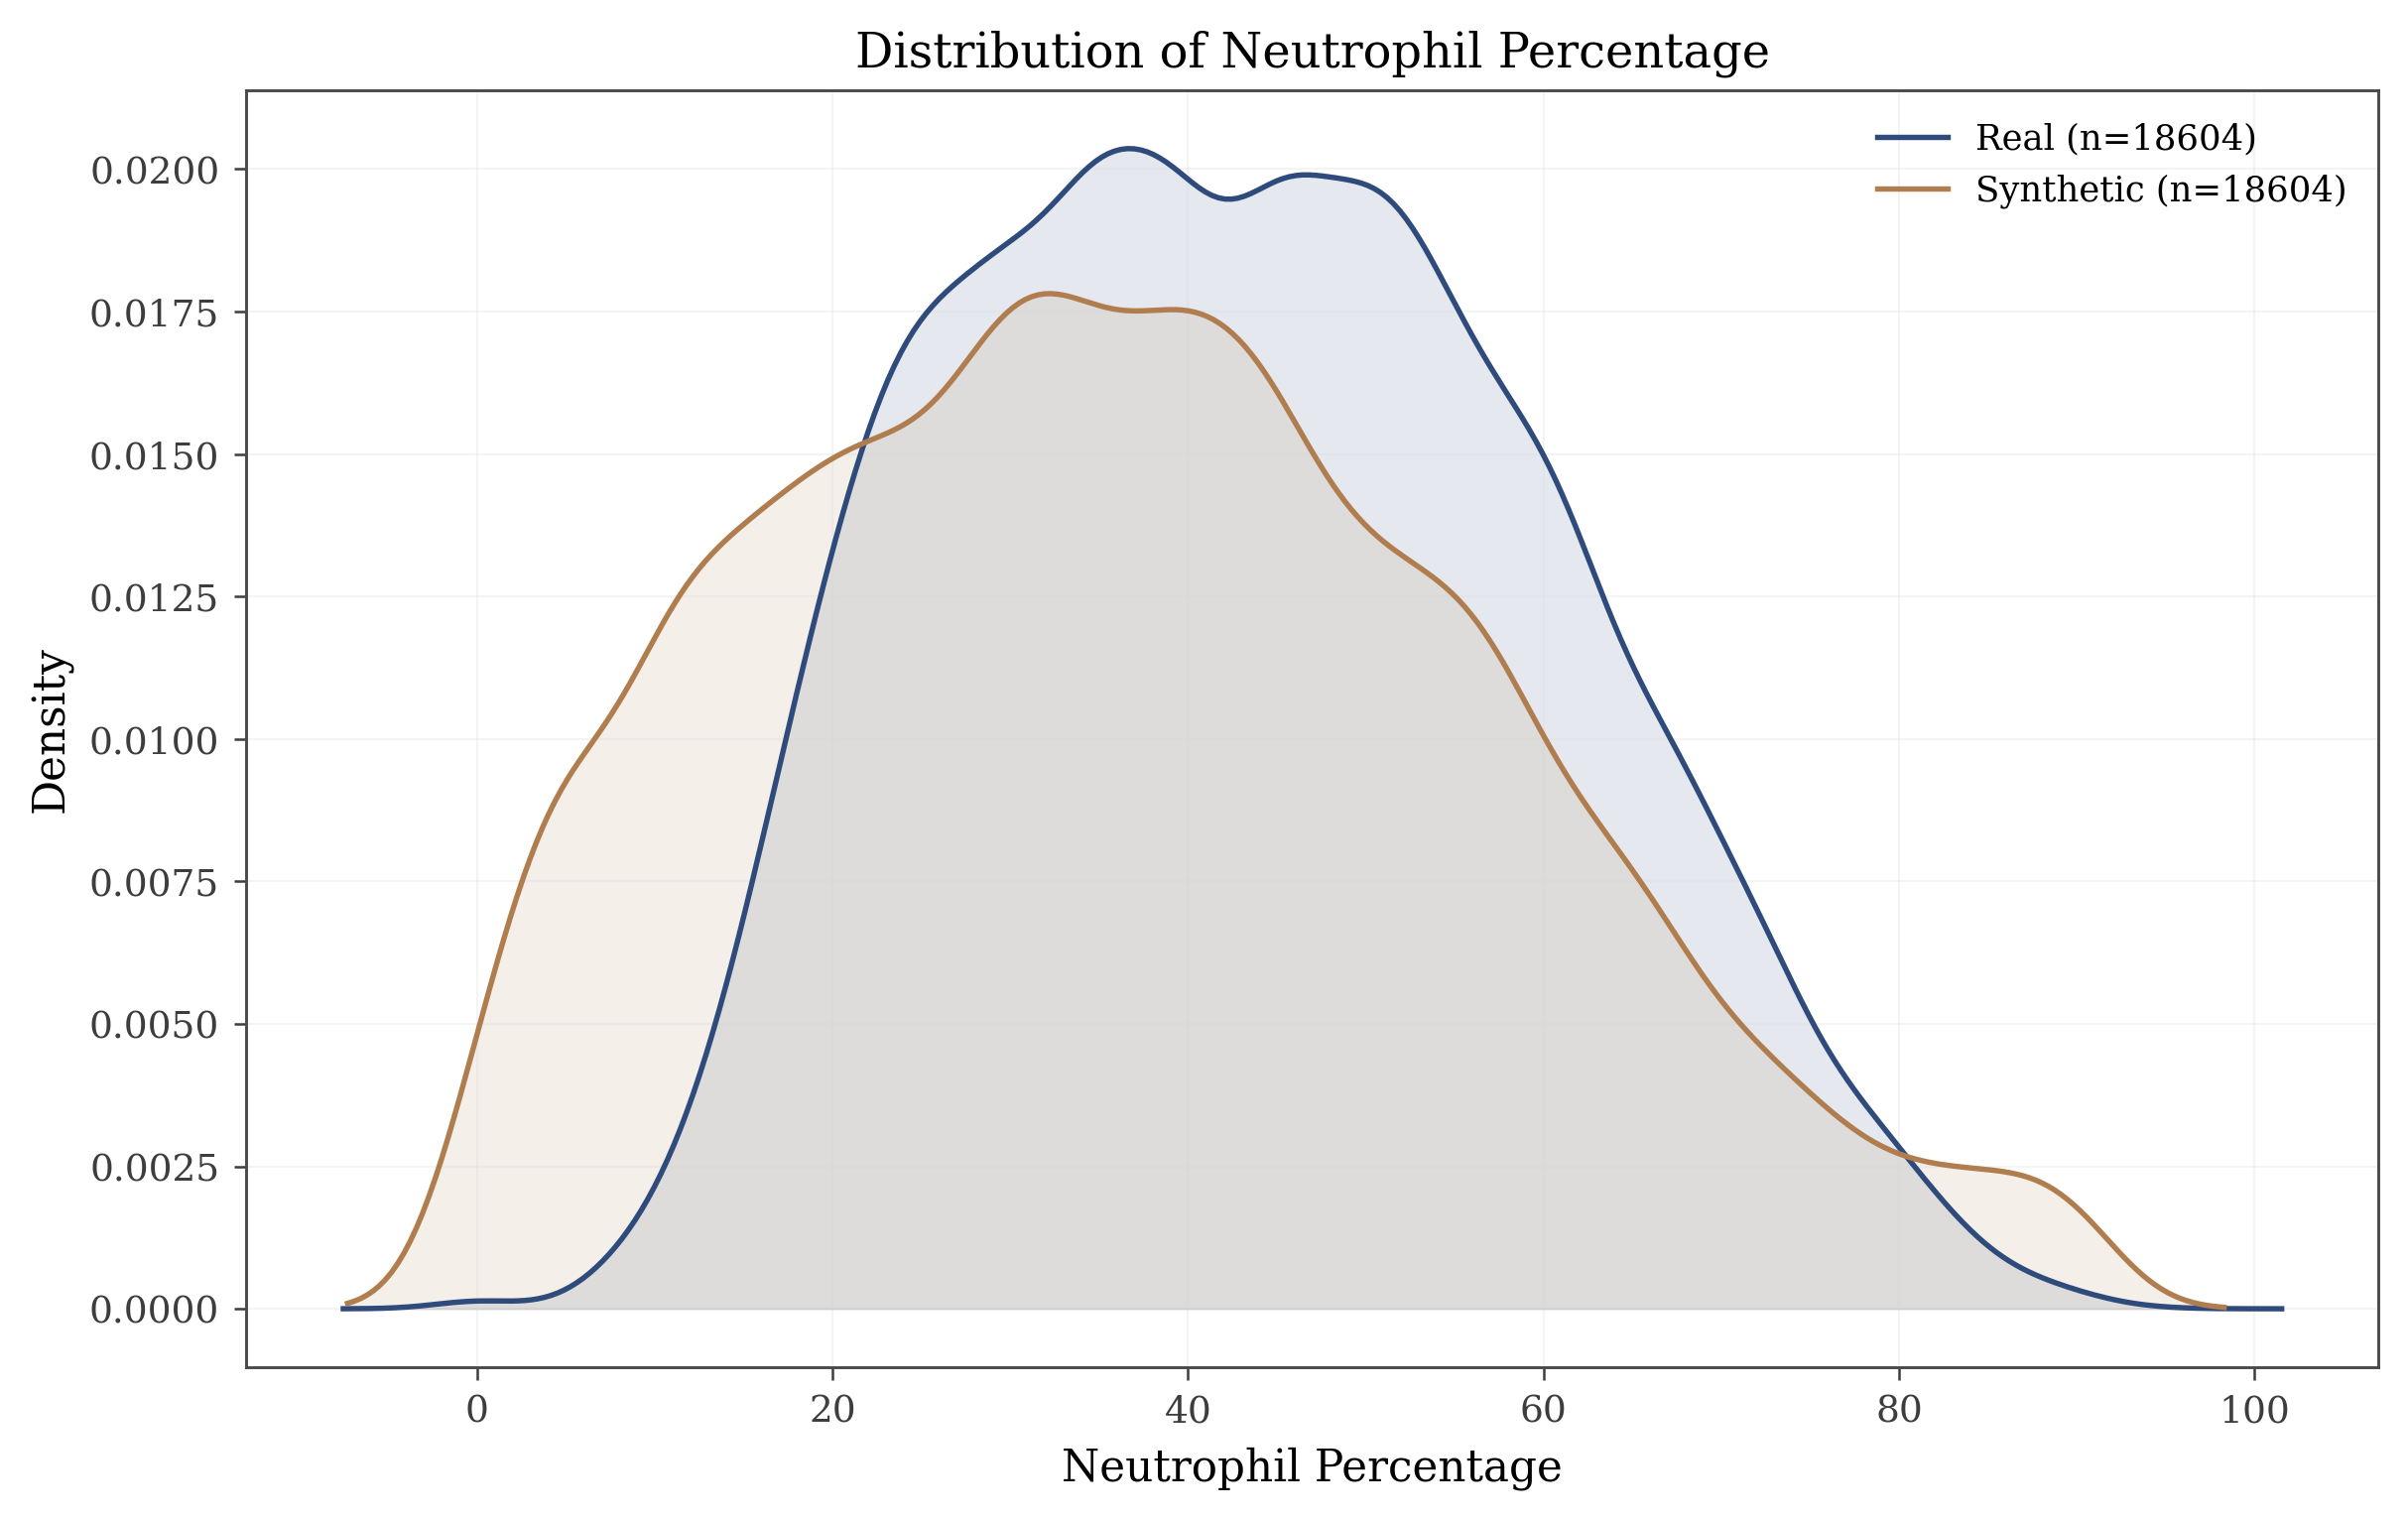 Distribution of Neutrophil Percentage
Real (n=18604)
Synthetic (n=18604)
Density
0.0200
0.0175
0.0150
0.0125
0.0100
0.0075
0.0050
0.0025
0.0000
0 20 40 60 80 100
Neutrophil Percentage